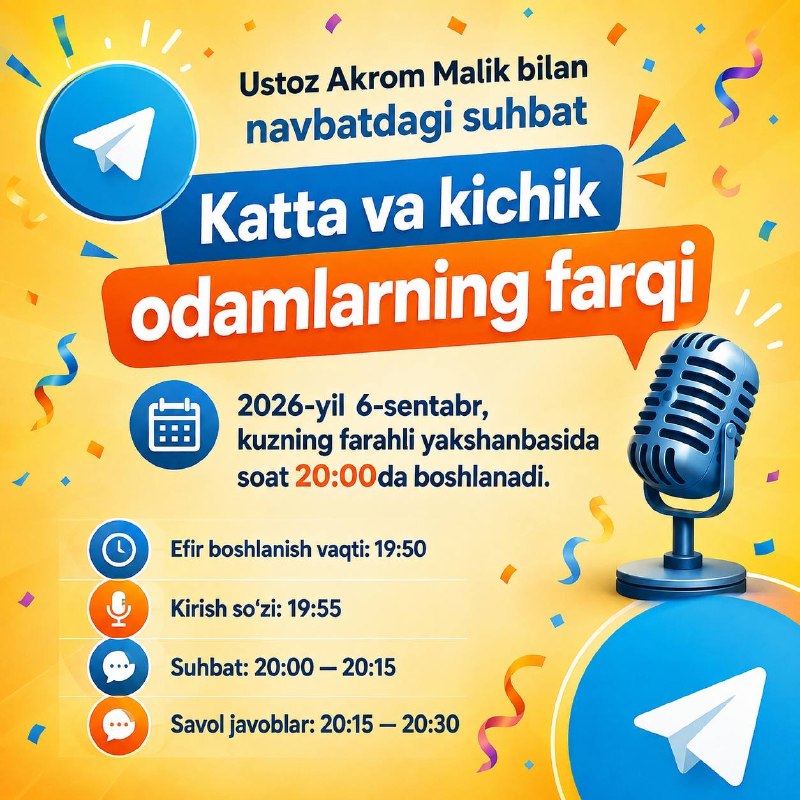 Ustoz Akrom Malik bilan
navbatdagi suhbat
Katta va kichik
odamlarning farqi
2026-yil 6-sentabr,
kuzning farahli yakshanbasida
soat 20:00da boshlanadi.
Efir boshlanish vaqti: 19:50
Kirish so‘zi: 19:55
Suhbat: 20:00 — 20:15
Savol javoblar: 20:15 — 20:30